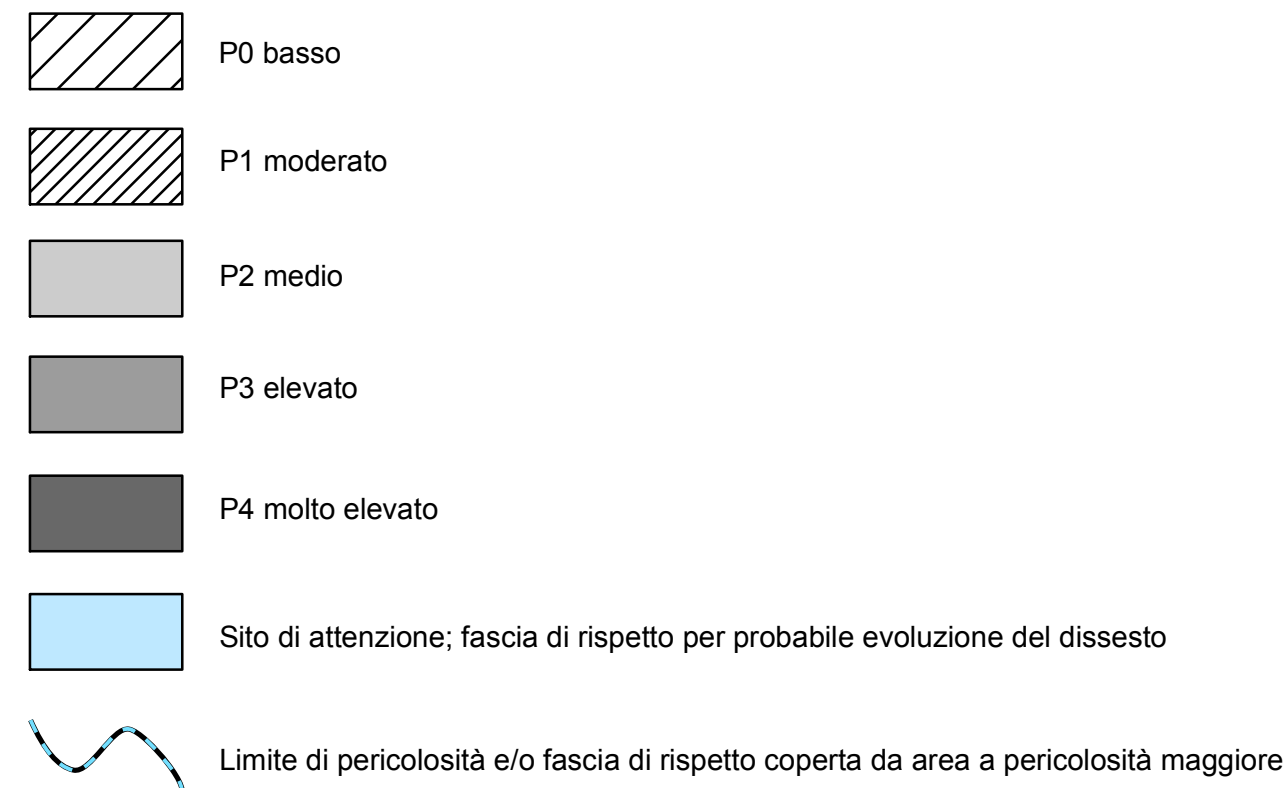 P0 basso
P1 moderato
P2 medio
P3 elevato
P4 molto elevato
Sito di attenzione; fascia di rispetto per probabile evoluzione del dissesto
Limite di pericolosità e/o fascia di rispetto coperta da area a pericolosità maggiore